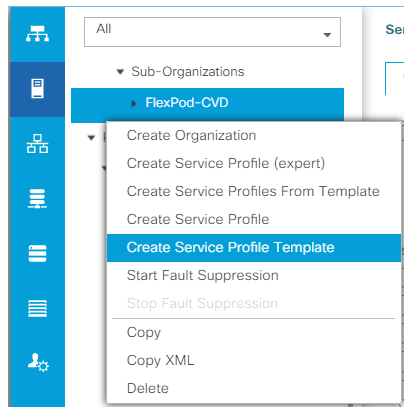 All
Se
Sub-Organizations
FlexPod-CVD
Create Organization
Create Service Profile (expert)
Create Service Profiles From Template
Create Service Profile
Create Service Profile Template
Start Fault Suppression
Stop Fault Suppression
Copy
Copy XML
Delete